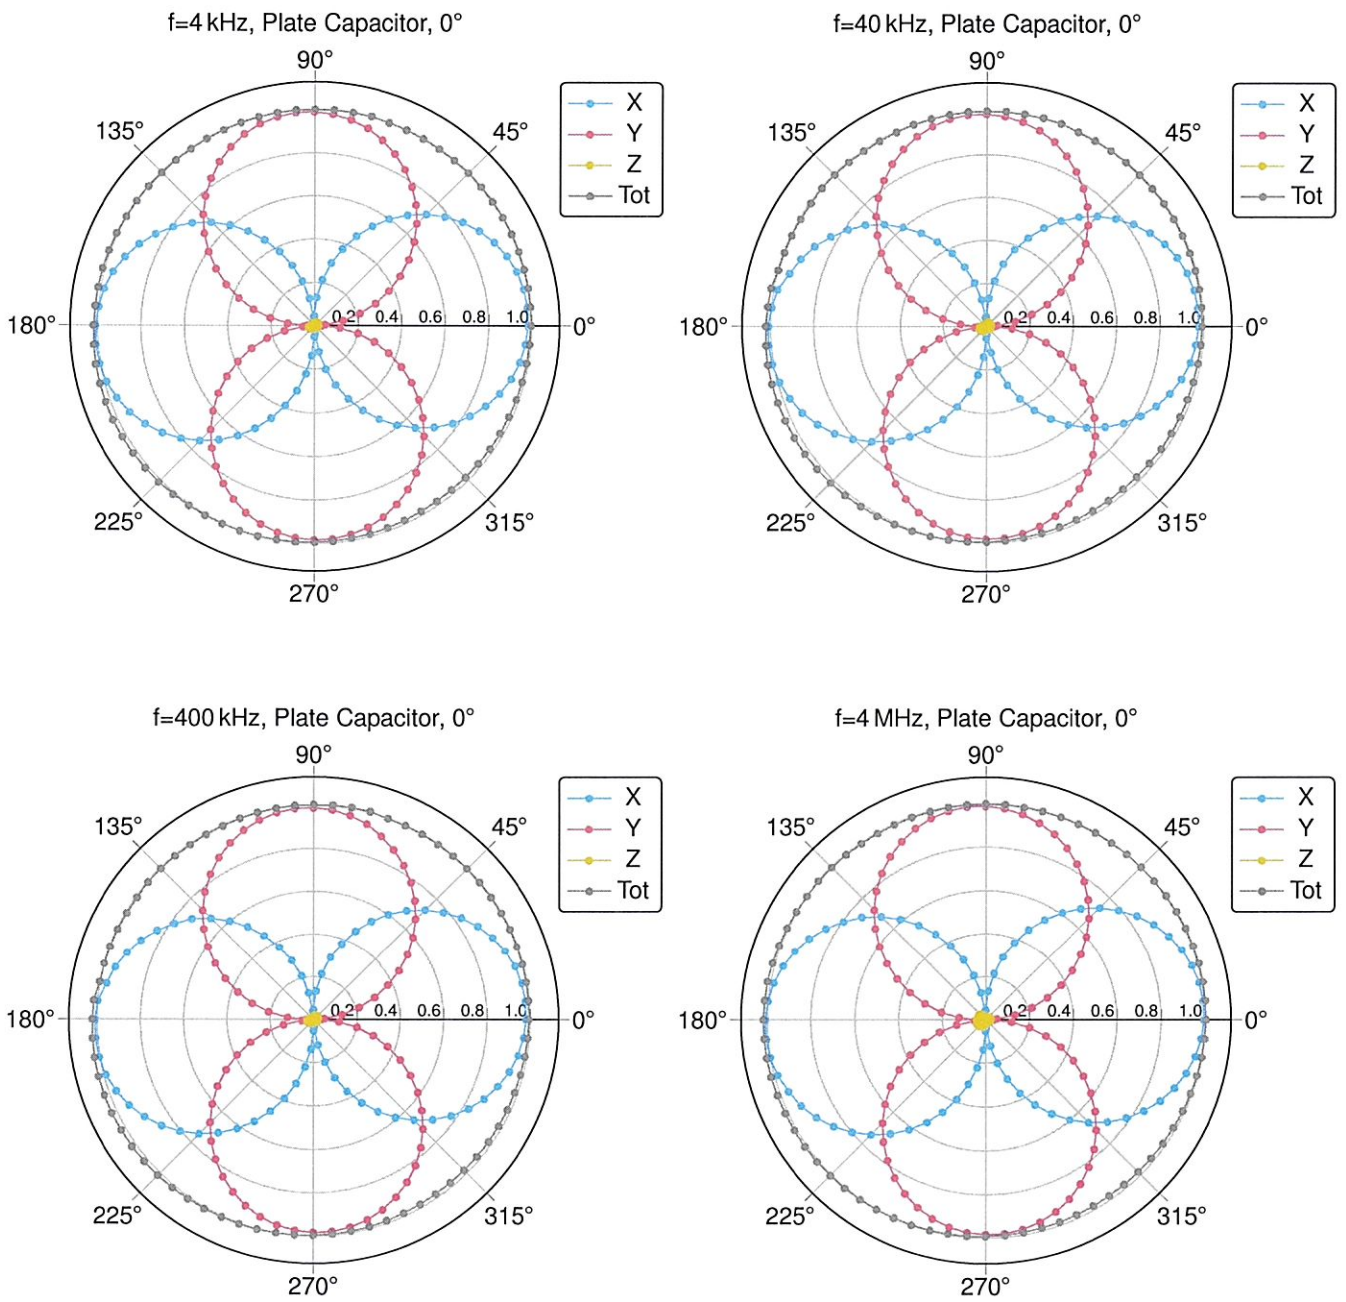 f=4 kHz, Plate Capacitor, 0°
90°
135°
45°
180°
0.2 0.4 0.6 0.8 1.0
0°
225°
315°
270°
X
Y
Z
Tot
f=40 kHz, Plate Capacitor, 0°
90°
135°
45°
180°
0.2 0.4 0.6 0.8 1.0
0°
225°
315°
270°
X
Y
Z
Tot
f=400 kHz, Plate Capacitor, 0°
90°
135°
45°
180°
0.2 0.4 0.6 0.8 1.0
0°
225°
315°
270°
X
Y
Z
Tot
f=4 MHz, Plate Capacitor, 0°
90°
135°
45°
180°
0.2 0.4 0.6 0.8 1.0
0°
225°
315°
270°
X
Y
Z
Tot